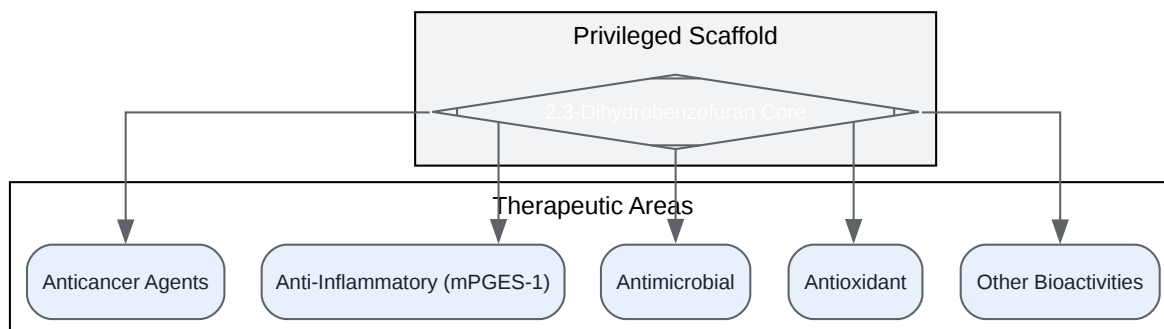 Privileged Scaffold
2,3-Dihydrobenzofuran Core
Therapeutic Areas
Anticancer Agents
Anti-Inflammatory (mPGES-1)
Antimicrobial
Antioxidant
Other Bioactivities